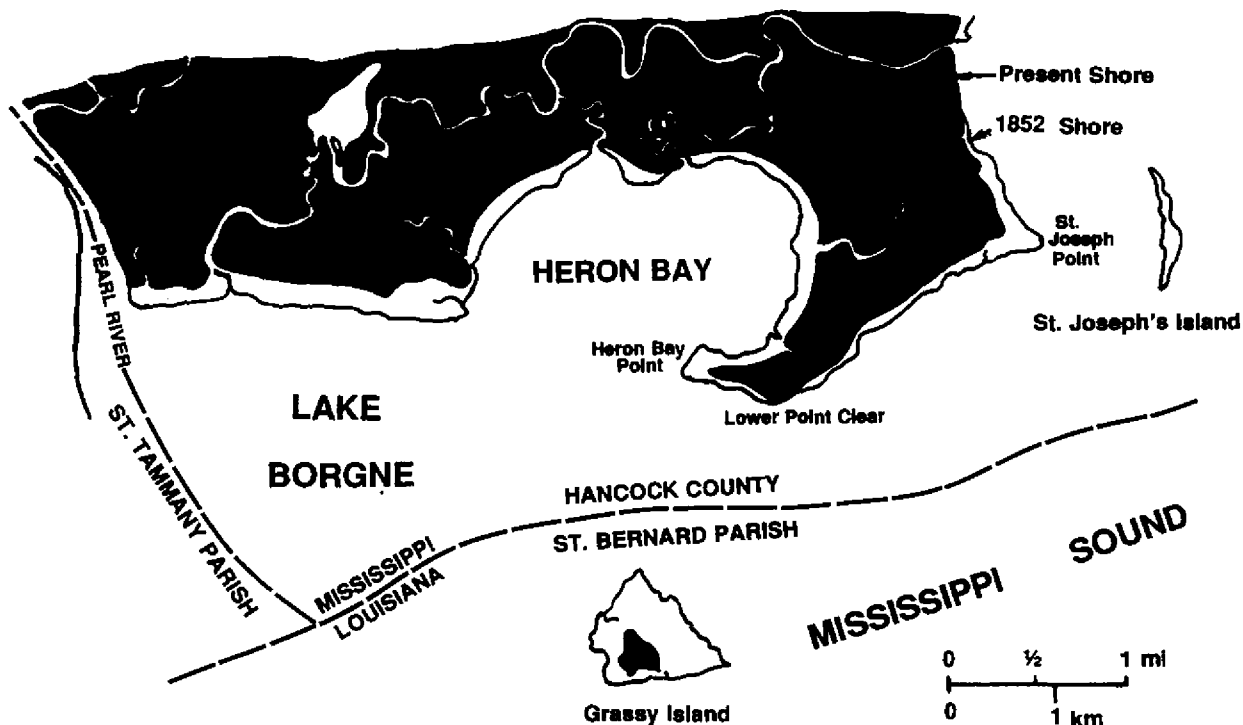 Present Shore
1852 Shore
St.
Joseph
Point
St. Joseph's Island
HERON BAY
PEARL RIVER
Heron Bay
Point
Lower Point Clear
LAKE
BORGNE
ST. TAMMANY PARISH
HANCOCK COUNTY
ST. BERNARD PARISH
MISSISSIPPI
LOUISIANA
MISSISSIPPI SOUND
Grassy Island
0 ½ 1 mi
0 1 km